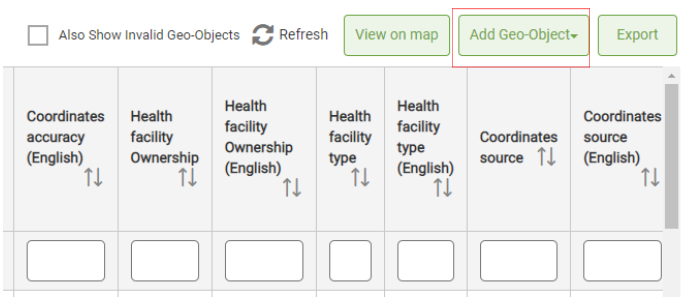 Also Show Invalid Geo-Objects Refresh View on map Add Geo-Object Export
Coordinates accuracy (English)
Health facility Ownership
Health facility Ownership (English)
Health facility type
Health facility type (English)
Coordinates source
Coordinates source (English)